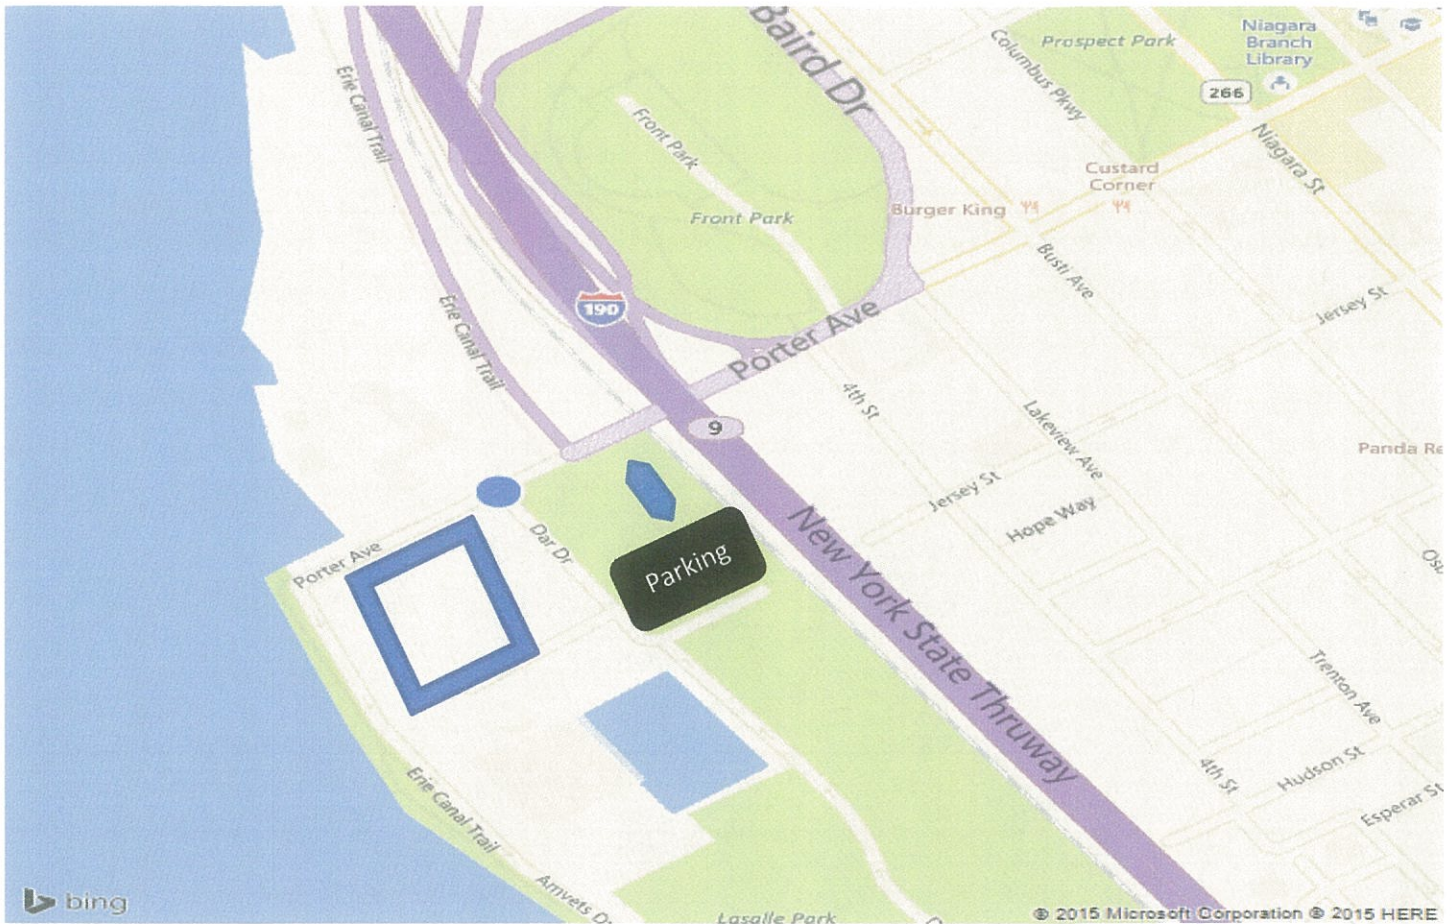 Baird Dr
Prospect Park
Niagara
Branch
Library
Columbus Pkwy
266
Niagara St
Erie Canal Trail
Front Park
Front Park
Custard
Corner
Burger King
Busti Ave
Jersey St
190
Erie Canal Trail
Porter Ave
4th St
Lakeview Ave
9
Panda Re
Jersey St
Hope Way
Dar Dr
Porter Ave
Parking
New York State Thruway
Trenton Ave
4th St
Hudson St
Esperar St
Erie Canal Trail
Amvets D
Lasalle Park
bing
© 2015 Microsoft Corporation © 2015 HERE